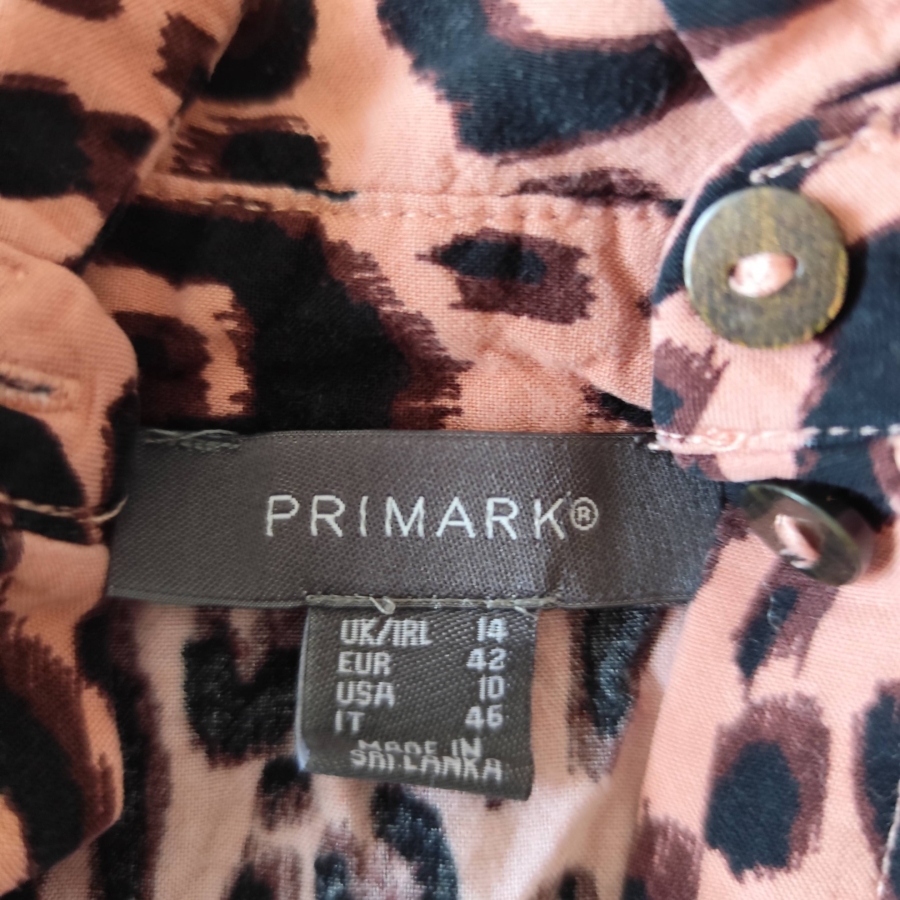 PRIMARK®
UK/IRL 14
EUR 42
USA 10
IT 46
MADE IN
SRI LANKA